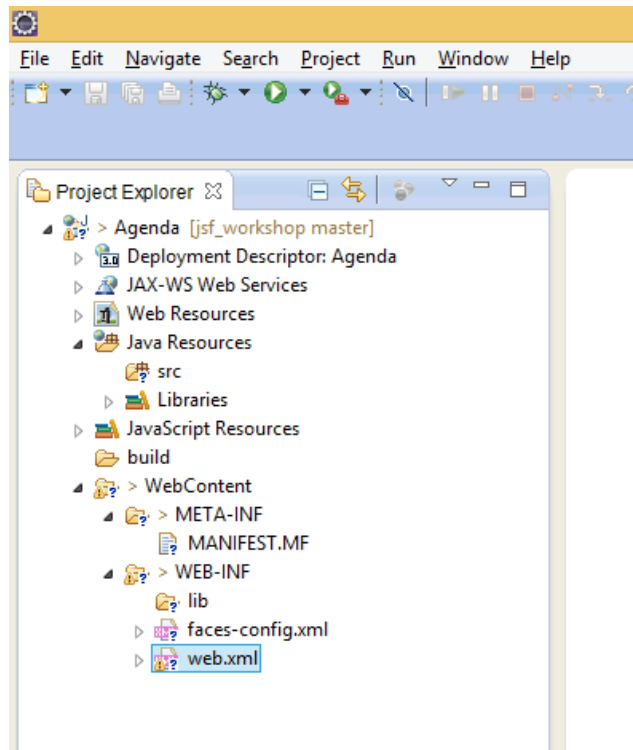 File Edit Navigate Search Project Run Window Help
Project Explorer
> Agenda [jsf_workshop master]
3.0 Deployment Descriptor: Agenda
JAX-WS Web Services
Web Resources
Java Resources
src
Libraries
JavaScript Resources
build
> WebContent
> META-INF
MANIFEST.MF
> WEB-INF
lib
faces-config.xml
web.xml